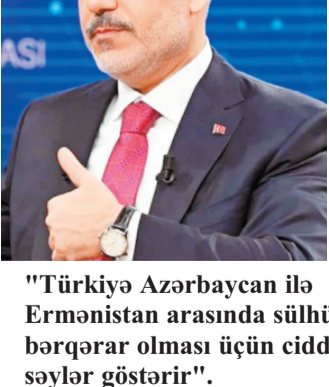 ASI
"Türkiyə Azərbaycan ilə
Ermənistan arasında sülhü
bərqərar olması üçün cidd
səylər göstərir".